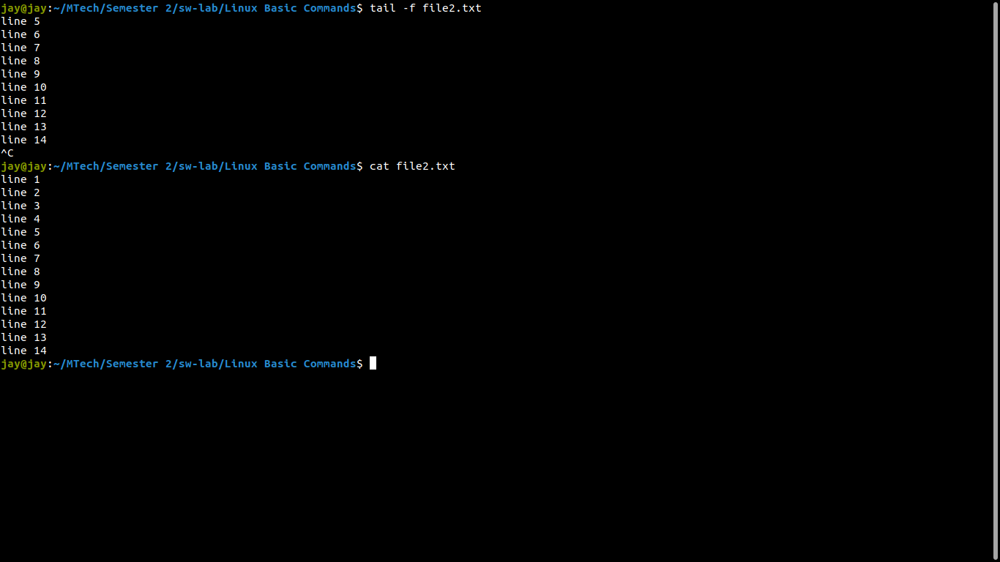 jay@jay:~/MTech/Semester 2/sw-lab/Linux Basic Commands$ tail -f file2.txt
line 5
line 6
line 7
line 8
line 9
line 10
line 11
line 12
line 13
line 14
^C
jay@jay:~/MTech/Semester 2/sw-lab/Linux Basic Commands$ cat file2.txt
line 1
line 2
line 3
line 4
line 5
line 6
line 7
line 8
line 9
line 10
line 11
line 12
line 13
line 14
jay@jay:~/MTech/Semester 2/sw-lab/Linux Basic Commands$